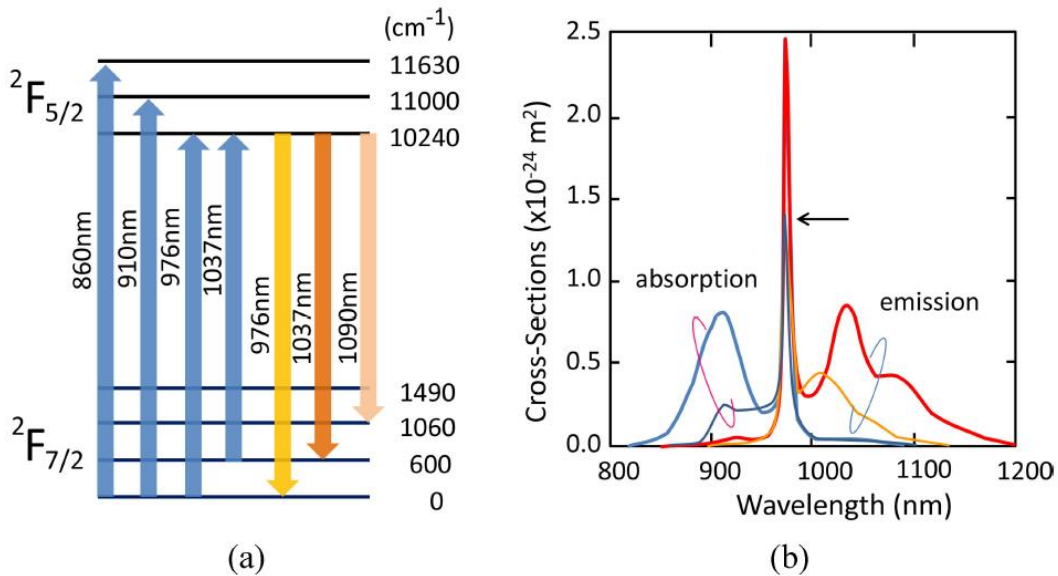 (cm⁻¹)
11630
²F₅/₂
11000
10240
860nm
910nm
976nm
1037nm
976nm
1037nm
1090nm
1490
²F₇/₂
1060
600
0
(a)
Cross-Sections (x10⁻²⁴ m²)
2.5
2.0
1.5
1.0
0.5
0.0
absorption
emission
800 900 1000 1100 1200
Wavelength (nm)
(b)